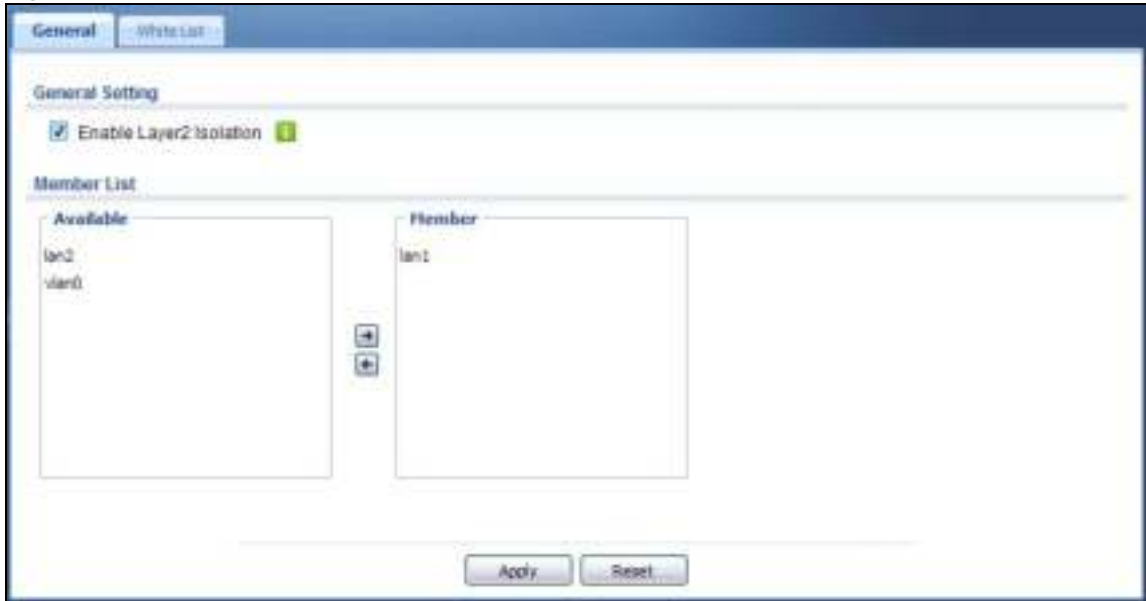 General White List
General Setting
Enable Layer2 Isolation
Member List
Available
lan2
vlan0
Member
lan1
Apply Reset